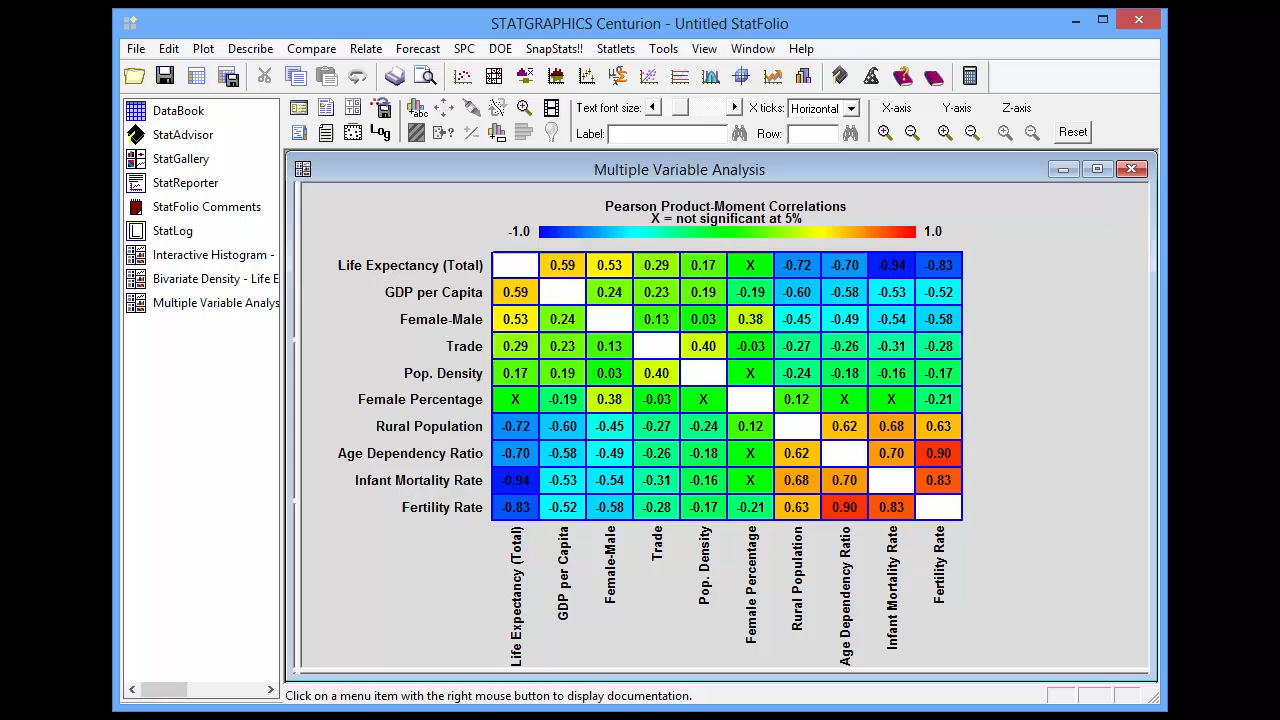 STATGRAPHICS Centurion - Untitled StatFolio
File Edit Plot Describe Compare Relate Forecast SPC DOE SnapStats!! Statlets Tools View Window Help
DataBook
StatAdvisor
StatGallery
StatReporter
StatFolio Comments
StatLog
Interactive Histogram -
Bivariate Density - Life E
Multiple Variable Analys
Text font size: X ticks: Horizontal X-axis Y-axis Z-axis
Log Label: Row: Reset
Multiple Variable Analysis
Pearson Product-Moment Correlations
X = not significant at 5%
-1.0 1.0
Life Expectancy (Total) 0.59 0.53 0.29 0.17 X -0.72 -0.70 -0.94 -0.83
GDP per Capita 0.59 0.24 0.23 0.19 -0.19 -0.60 -0.58 -0.53 -0.52
Female-Male 0.53 0.24 0.13 0.03 0.38 -0.45 -0.49 -0.54 -0.58
Trade 0.29 0.23 0.13 0.40 -0.03 -0.27 -0.26 -0.31 -0.28
Pop. Density 0.17 0.19 0.03 0.40 X -0.24 -0.18 -0.16 -0.17
Female Percentage X -0.19 0.38 -0.03 X 0.12 X X -0.21
Rural Population -0.72 -0.60 -0.45 -0.27 -0.24 0.12 0.62 0.68 0.63
Age Dependency Ratio -0.70 -0.58 -0.49 -0.26 -0.18 X 0.62 0.70 0.90
Infant Mortality Rate -0.94 -0.53 -0.54 -0.31 -0.16 X 0.68 0.70 0.83
Fertility Rate -0.83 -0.52 -0.58 -0.28 -0.17 -0.21 0.63 0.90 0.83
Life Expectancy (Total)
GDP per Capita
Female-Male
Trade
Pop. Density
Female Percentage
Rural Population
Age Dependency Ratio
Infant Mortality Rate
Fertility Rate
Click on a menu item with the right mouse button to display documentation.